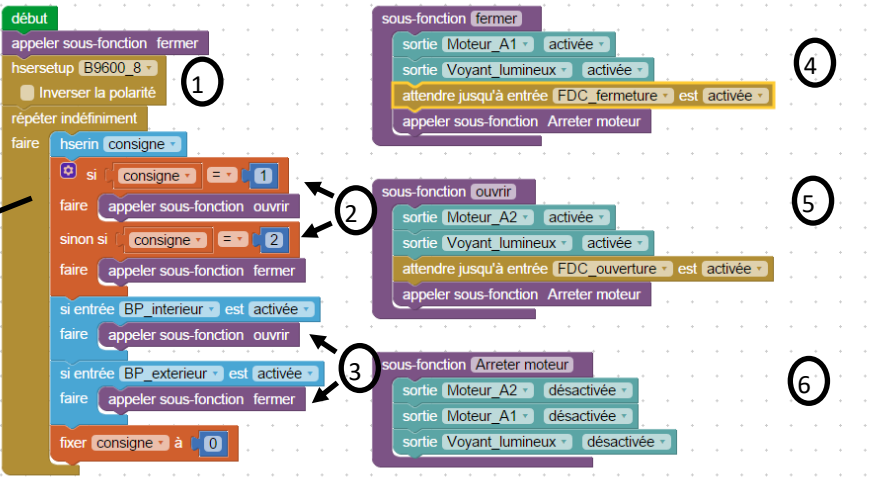 début
appeler sous-fonction fermer
hsersetup B9600_8
Inverser la polarité
1
répéter indéfiniment
faire hserin consigne
si consigne = 1
faire appeler sous-fonction ouvrir
2
sinon si consigne = 2
faire appeler sous-fonction fermer
si entrée BP_interieur est activée
faire appeler sous-fonction ouvrir
3
si entrée BP_exterieur est activée
faire appeler sous-fonction fermer
fixer consigne à 0
sous-fonction fermer
sortie Moteur_A1 activée
4
sortie Voyant_lumineux activée
attendre jusqu'à entrée FDC_fermeture est activée
appeler sous-fonction Arreter moteur
sous-fonction ouvrir
5
sortie Moteur_A2 activée
sortie Voyant_lumineux activée
attendre jusqu'à entrée FDC_ouverture est activée
appeler sous-fonction Arreter moteur
sous-fonction Arreter moteur
6
sortie Moteur_A2 désactivée
sortie Moteur_A1 désactivée
sortie Voyant_lumineux désactivée